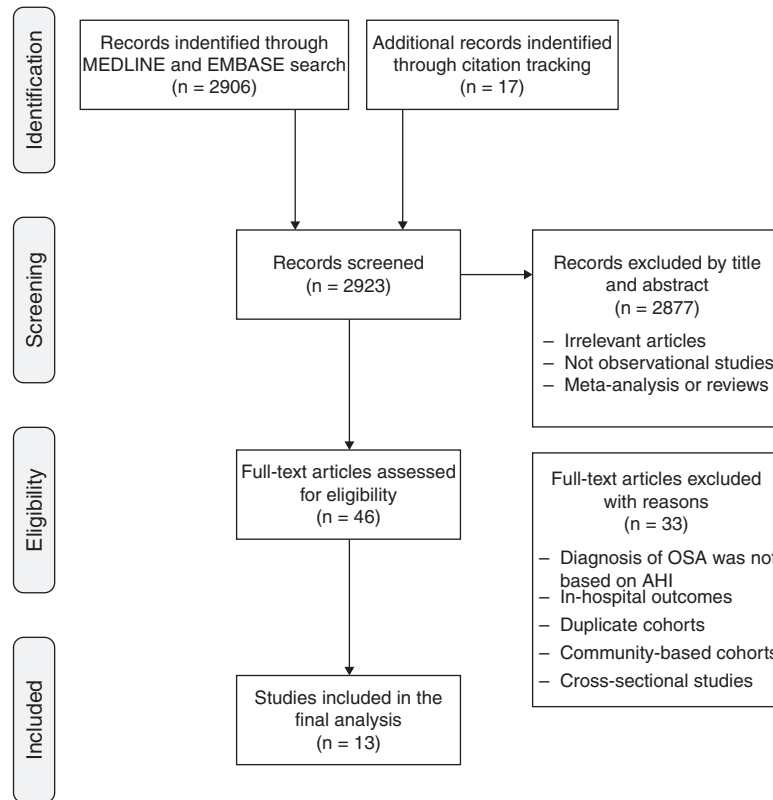 Identification
Records indentified through
MEDLINE and EMBASE search
(n = 2906)
Additional records indentified
through citation tracking
(n = 17)
Screening
Records screened
(n = 2923)
Records excluded by title
and abstract
(n = 2877)
– Irrelevant articles
– Not observational studies
– Meta-analysis or reviews
Eligibility
Full-text articles assessed
for eligibility
(n = 46)
Full-text articles excluded
with reasons
(n = 33)
– Diagnosis of OSA was not
based on AHI
– In-hospital outcomes
– Duplicate cohorts
– Community-based cohorts
– Cross-sectional studies
Included
Studies included in the
final analysis
(n = 13)